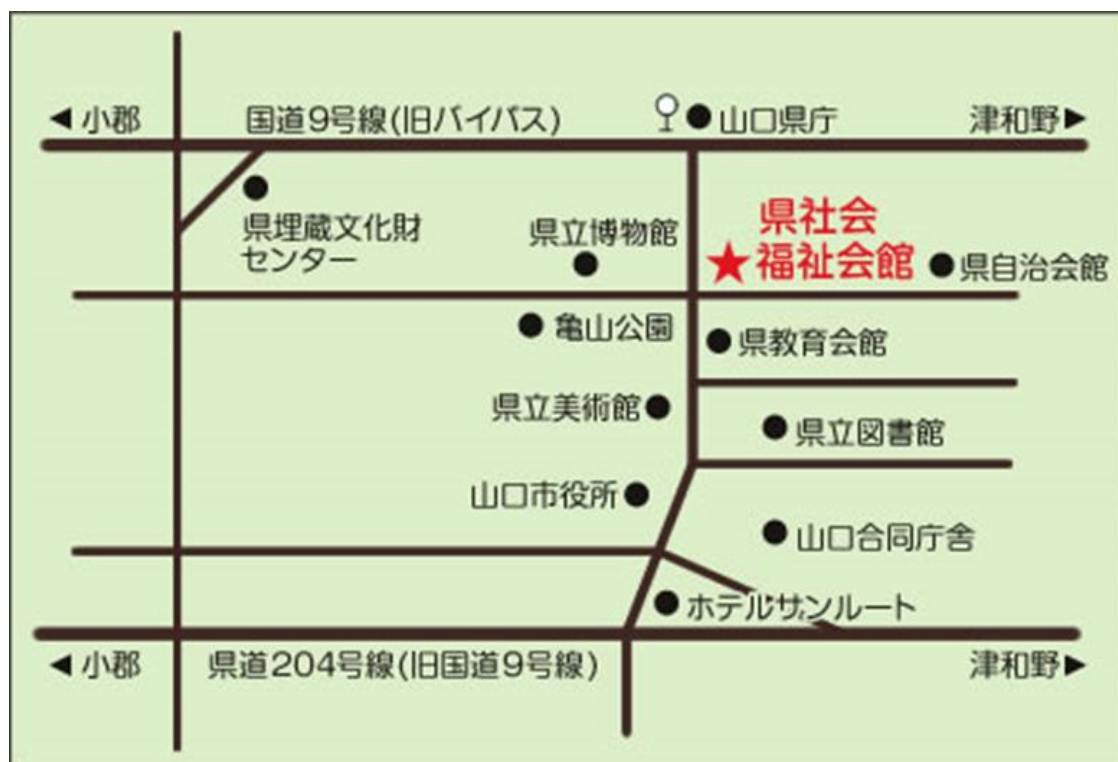 ◀小郡
国道9号線(旧バイパス)
山口県庁
津和野▶
県埋蔵文化財
センター
県立博物館
県社会
★福祉会館
県自治会館
亀山公園
県教育会館
県立美術館
県立図書館
山口市役所
山口合同庁舎
ホテルサンルート
◀小郡
県道204号線(旧国道9号線)
津和野▶